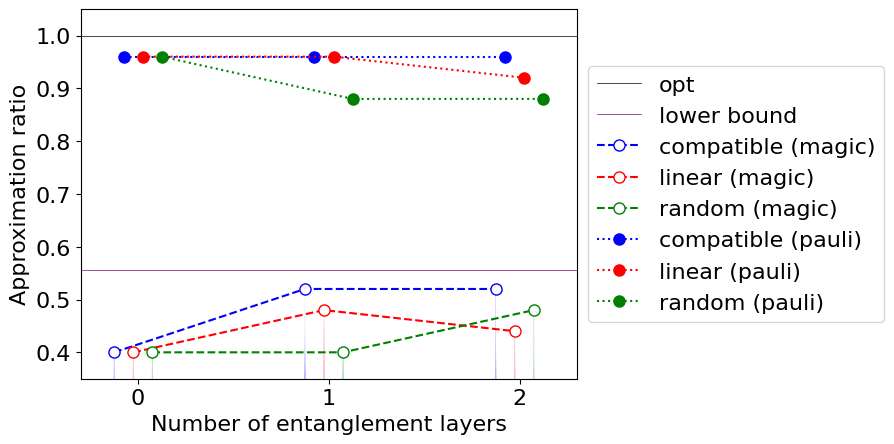 Approximation ratio
1.0
0.9
0.8
0.7
0.6
0.5
0.4
0
1
2
Number of entanglement layers
opt
lower bound
compatible (magic)
linear (magic)
random (magic)
compatible (pauli)
linear (pauli)
random (pauli)